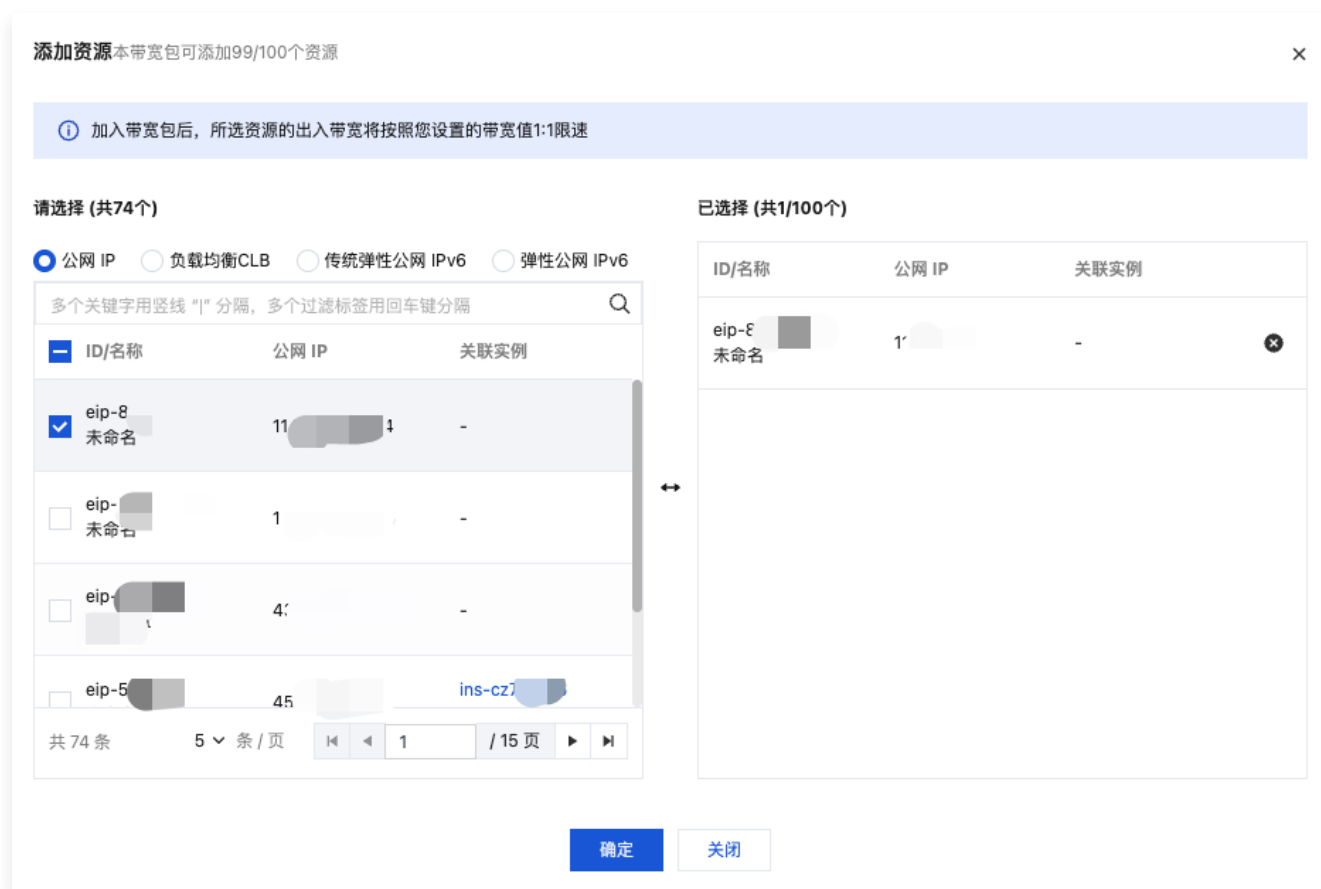 添加资源本带宽包可添加99/100个资源
加入带宽包后，所选资源的出入带宽将按照您设置的带宽值1:1限速
请选择 (共74个)
公网 IP 负载均衡CLB 传统弹性公网 IPv6 弹性公网 IPv6
多个关键字用竖线 “|” 分隔，多个过滤标签用回车键分隔
ID/名称 公网 IP 关联实例
eip-8
未命名
11 4 -
eip-
未命名
1 -
eip-
43 -
eip-5
45
ins-cz7
共 74 条 5 条 / 页 1 / 15 页
已选择 (共1/100个)
ID/名称 公网 IP 关联实例
eip-8
未命名
1 -
确定 关闭